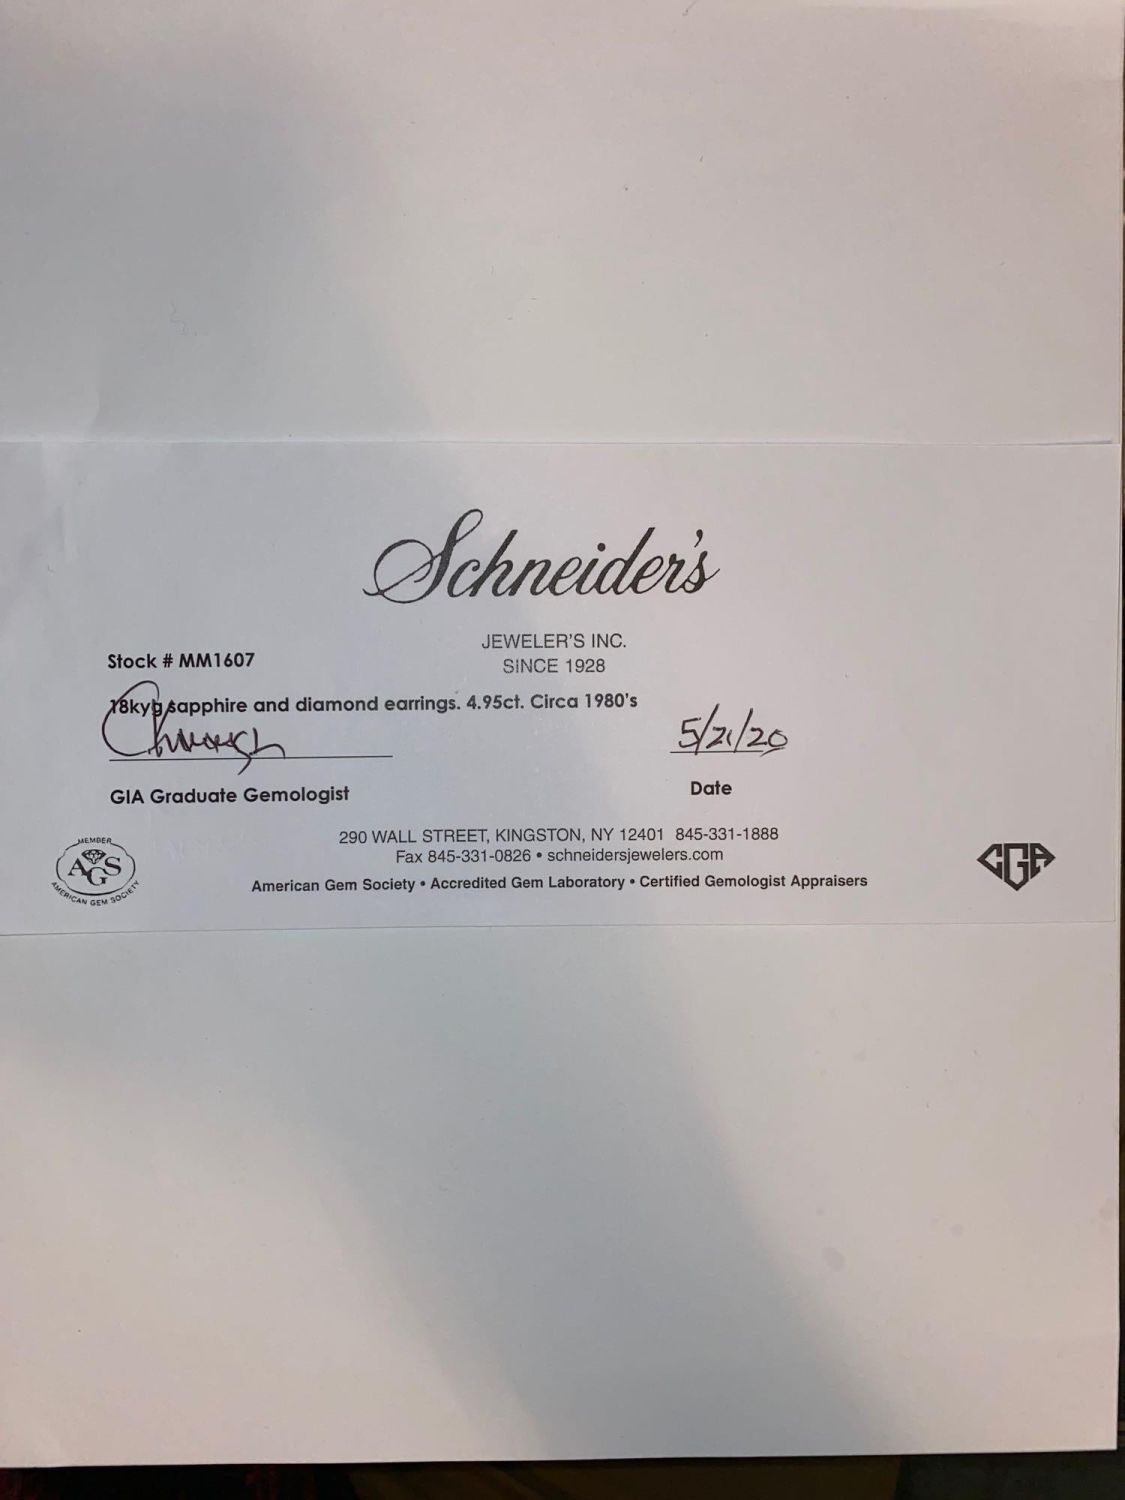 Schneider's
JEWELER'S INC.
SINCE 1928
Stock # MM1607
18kyg sapphire and diamond earrings. 4.95ct. Circa 1980's
5/21/20
GIA Graduate Gemologist
Date
290 WALL STREET, KINGSTON, NY 12401 845-331-1888
Fax 845-331-0826 • schneidersjewelers.com
American Gem Society • Accredited Gem Laboratory • Certified Gemologist Appraisers
MEMBER
AGS
AMERICAN GEM SOCIETY
CGA